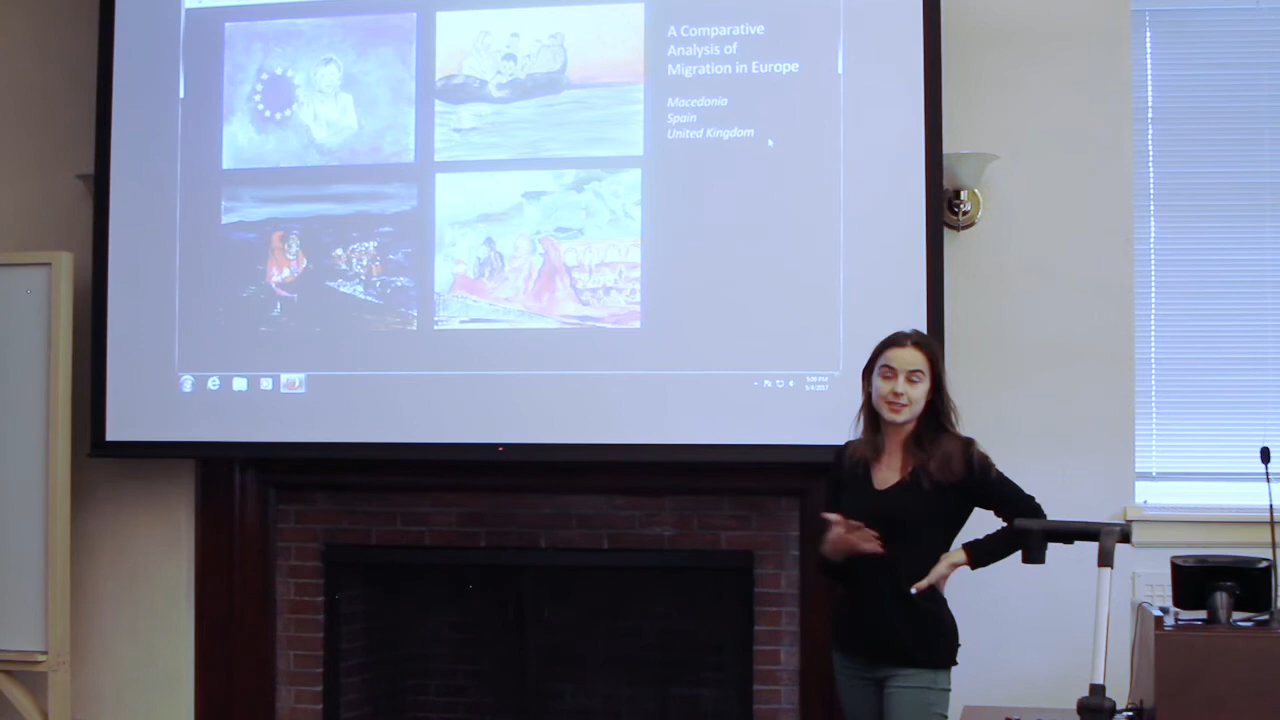 A Comparative
Analysis of
Migration in Europe
Macedonia
Spain
United Kingdom